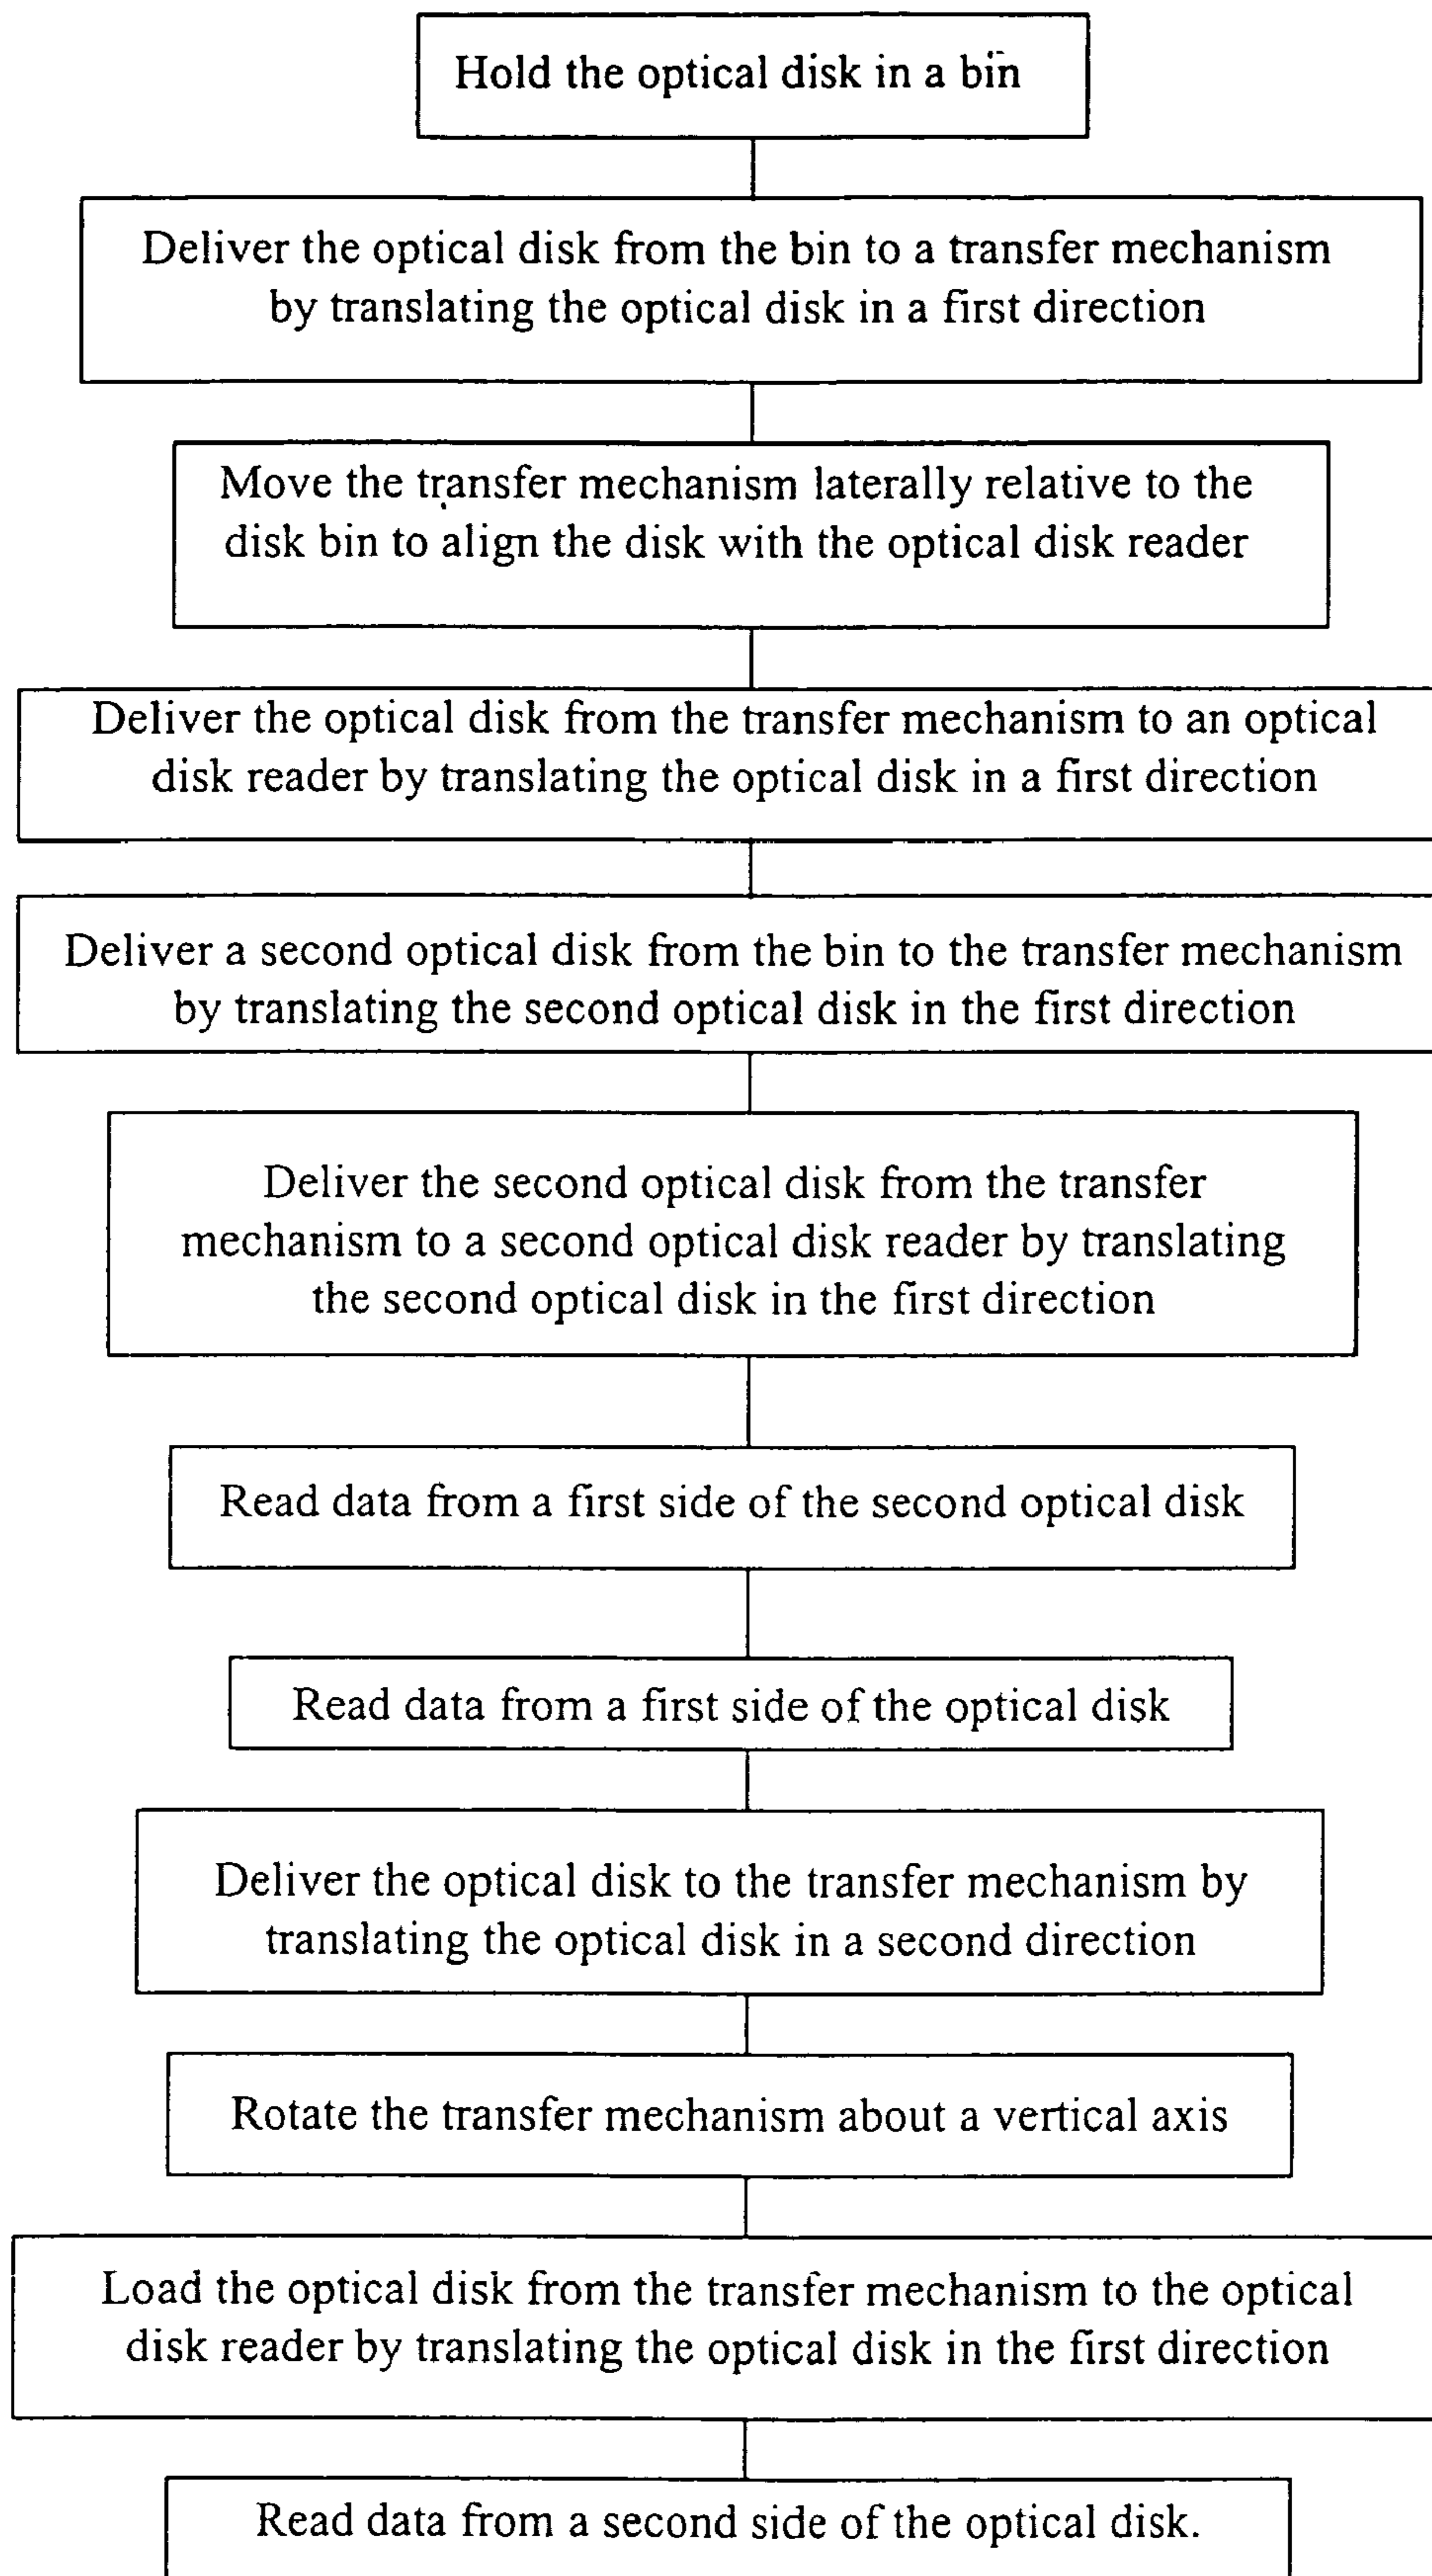 Hold the optical disk in a bin
Deliver the optical disk from the bin to a transfer mechanism
by translating the optical disk in a first direction
Move the transfer mechanism laterally relative to the
disk bin to align the disk with the optical disk reader
Deliver the optical disk from the transfer mechanism to an optical
disk reader by translating the optical disk in a first direction
Deliver a second optical disk from the bin to the transfer mechanism
by translating the second optical disk in the first direction
Deliver the second optical disk from the transfer
mechanism to a second optical disk reader by translating
the second optical disk in the first direction
Read data from a first side of the second optical disk
Read data from a first side of the optical disk
Deliver the optical disk to the transfer mechanism by
translating the optical disk in a second direction
Rotate the transfer mechanism about a vertical axis
Load the optical disk from the transfer mechanism to the optical
disk reader by translating the optical disk in the first direction
Read data from a second side of the optical disk.